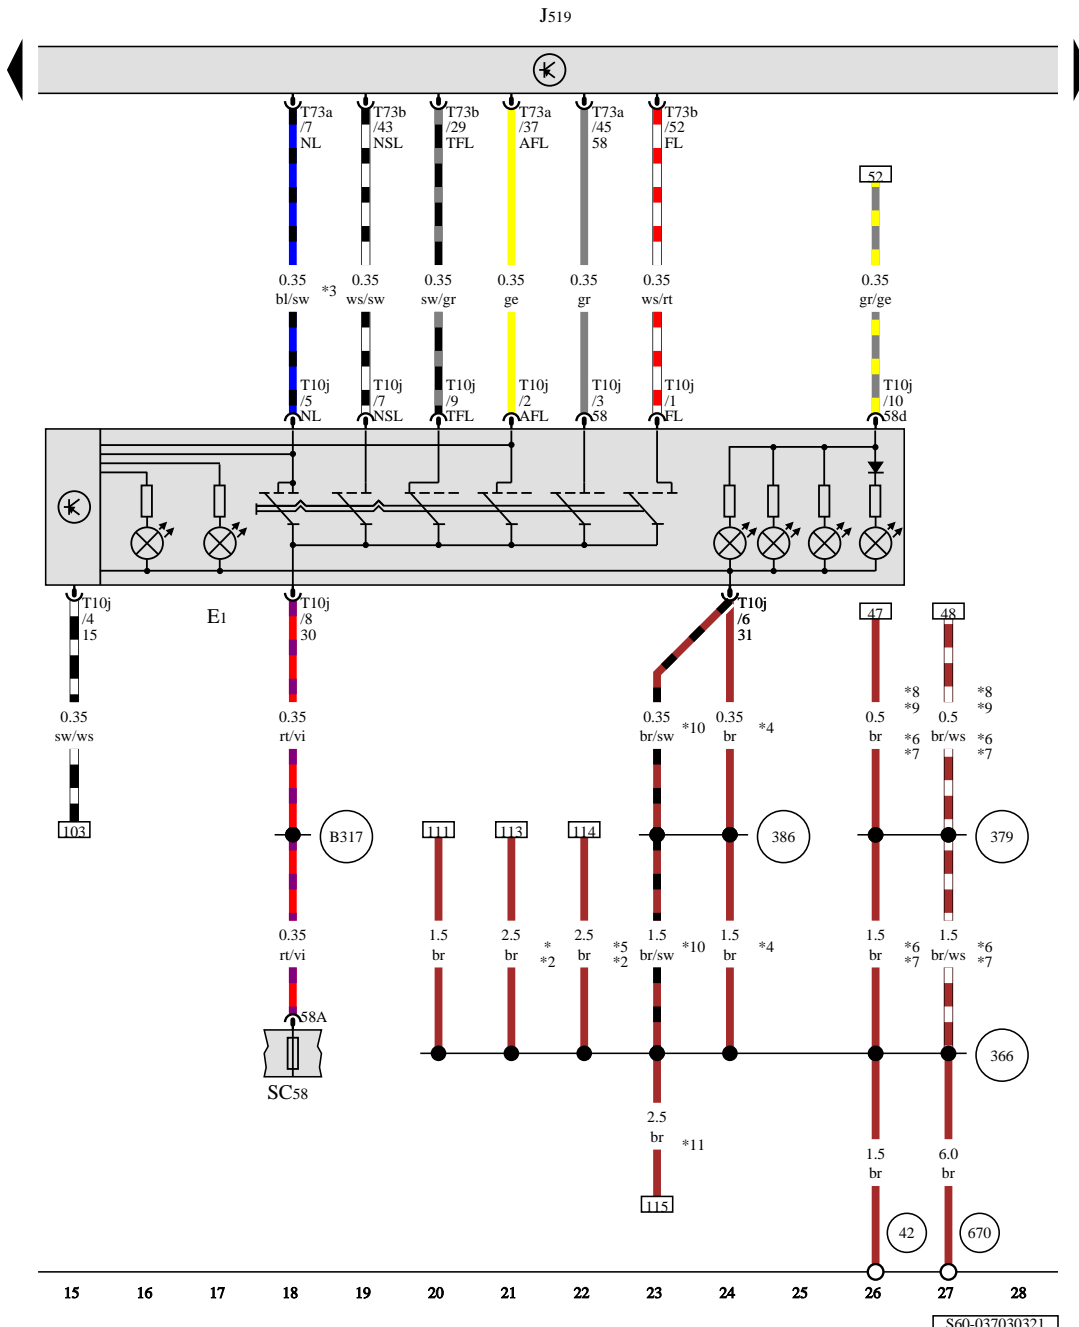 J519
T73a
/7
NL
T73b
/43
NSL
T73b
/29
TFL
T73a
/37
AFL
T73a
/45
58
T73b
/52
FL
52
0.35
bl/sw
*3
0.35
ws/sw
0.35
sw/gr
0.35
ge
0.35
gr
0.35
ws/rt
0.35
gr/ge
T10j
/5
NL
T10j
/7
NSL
T10j
/9
TFL
T10j
/2
AFL
T10j
/3
58
T10j
/1
FL
T10j
/10
58d
T10j
/4
15
E1
T10j
/8
30
T10j
/6
31
47
48
0.35
sw/ws
0.35
rt/vi
0.35
br/sw
*10
0.35
br
*4
0.5
br
*8
*9
*6
*7
0.5
br/ws
*8
*9
*6
*7
103
B317
111
113
114
386
379
0.35
rt/vi
1.5
br
2.5
br
*
*2
2.5
br
*5
*2
1.5
br/sw
*10
1.5
br
*4
1.5
br
*6
*7
1.5
br/ws
*6
*7
58A
SC58
366
2.5
br
*11
115
1.5
br
6.0
br
42
670
15 16 17 18 19 20 21 22 23 24 25 26 27 28
S60-037030321